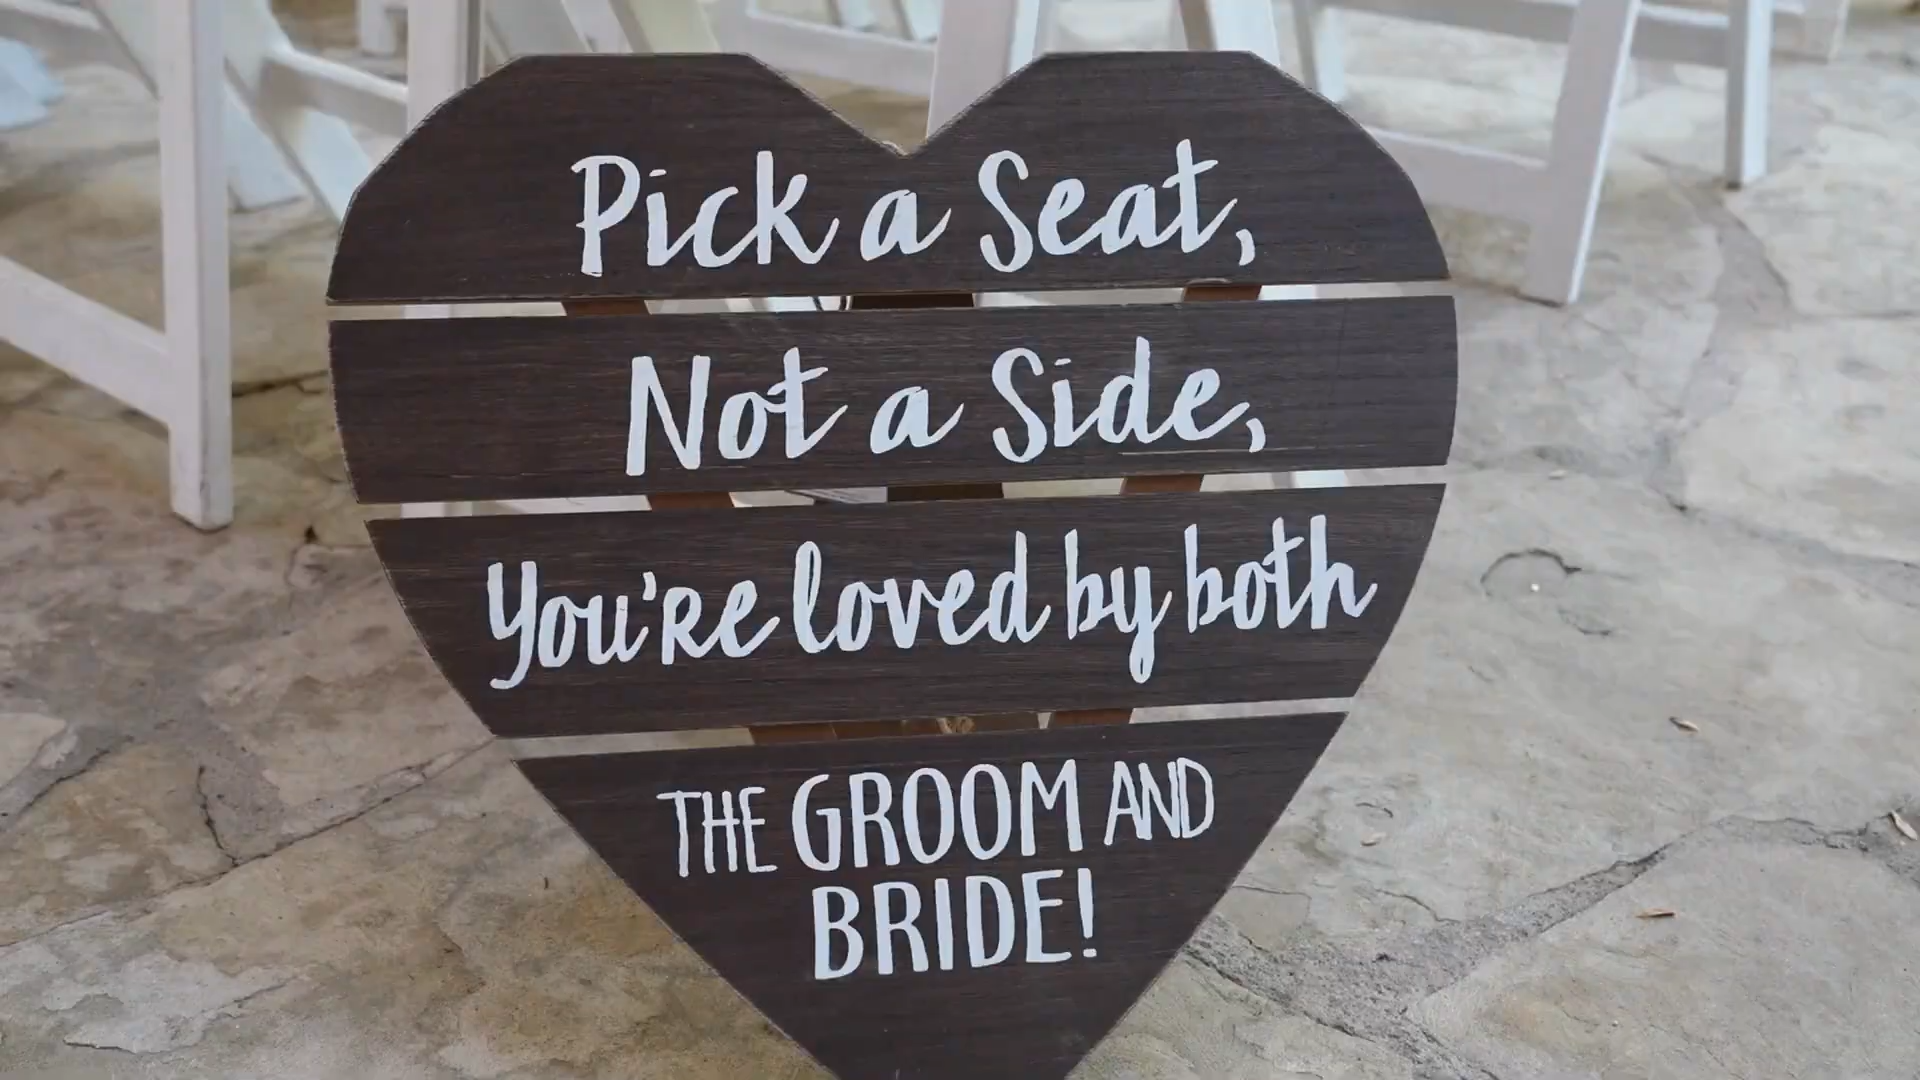 Pick a Seat,
Not a Side,
You're loved by both
THE GROOM AND
BRIDE!